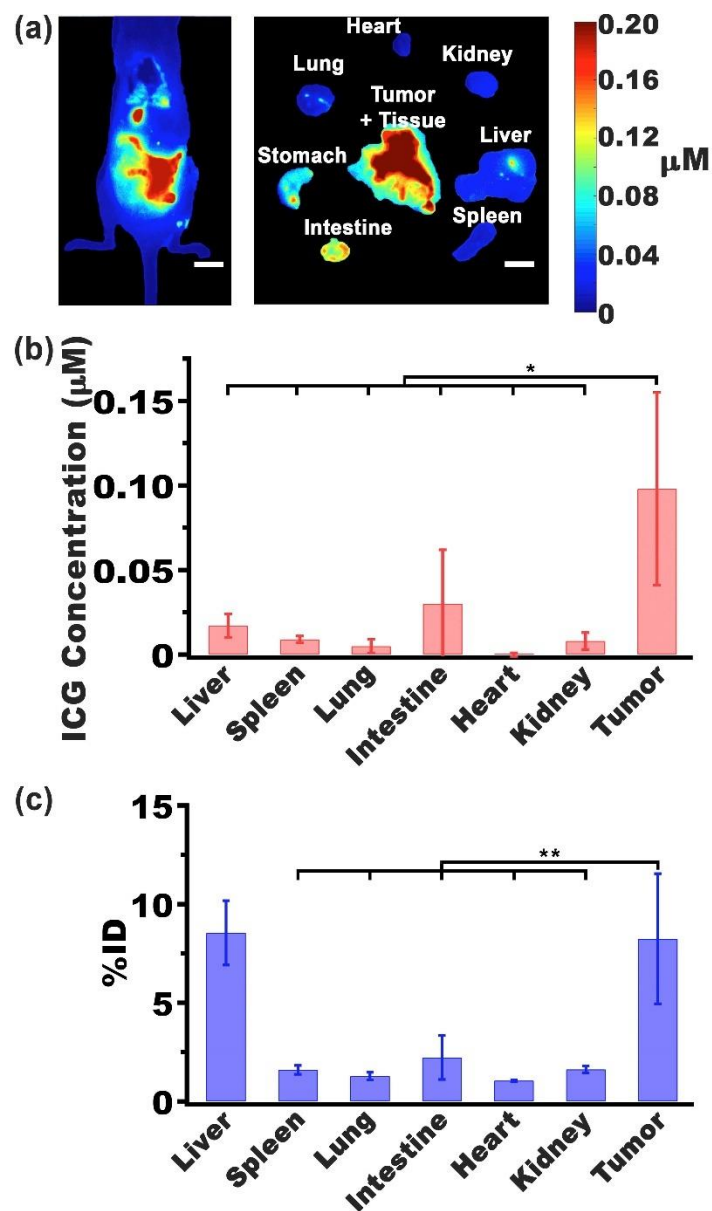 (a)
Heart
Lung
Kidney
Tumor
+ Tissue
Liver
Stomach
Spleen
Intestine
0.20
0.16
0.12
μM
0.08
0.04
0
(b)
ICG Concentration (μM)
0.15
0.10
0.05
0
*
Liver
Spleen
Lung
Intestine
Heart
Kidney
Tumor
(c)
%ID
15
10
5
0
**
Liver
Spleen
Lung
Intestine
Heart
Kidney
Tumor